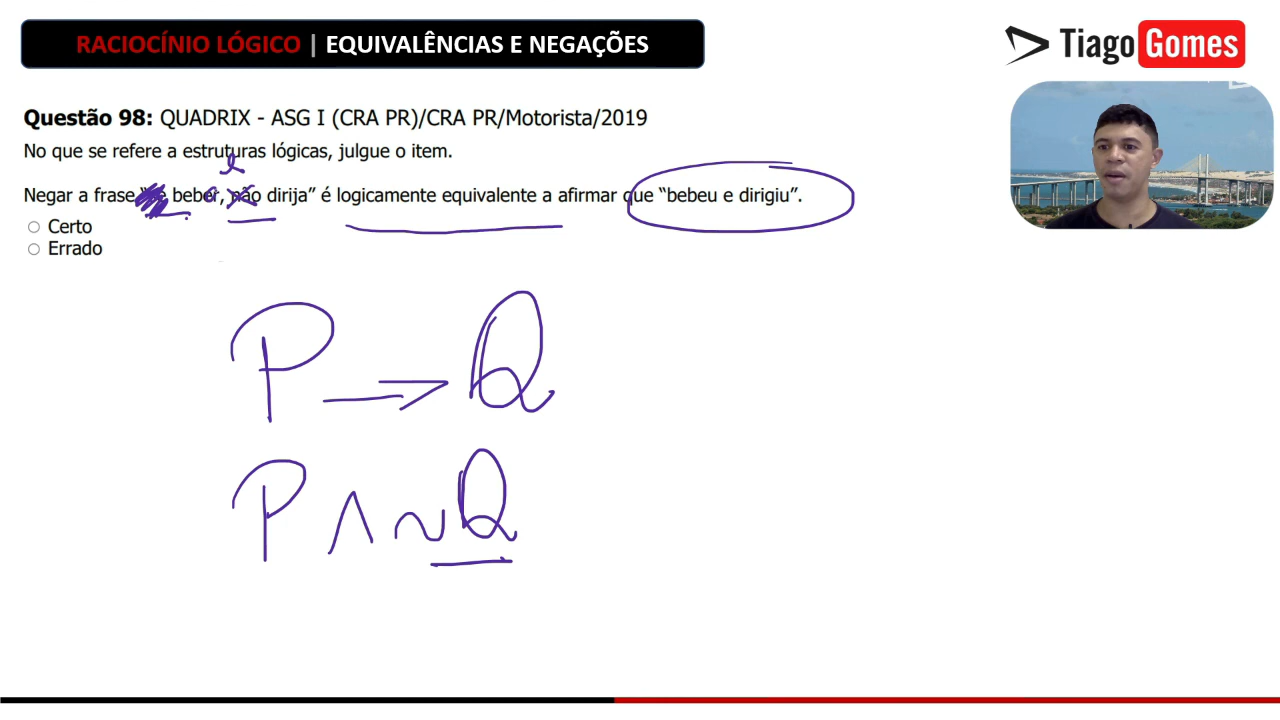 RACIOCÍNIO LÓGICO | EQUIVALÊNCIAS E NEGAÇÕES
Tiago Gomes
Questão 98: QUADRIX - ASG I (CRA PR)/CRA PR/Motorista/2019
No que se refere a estruturas lógicas, julgue o item.
e
Negar a frase beber, não dirija” é logicamente equivalente a afirmar que “bebeu e dirigiu”.
Certo
Errado
P → Q
P ∧ ~Q